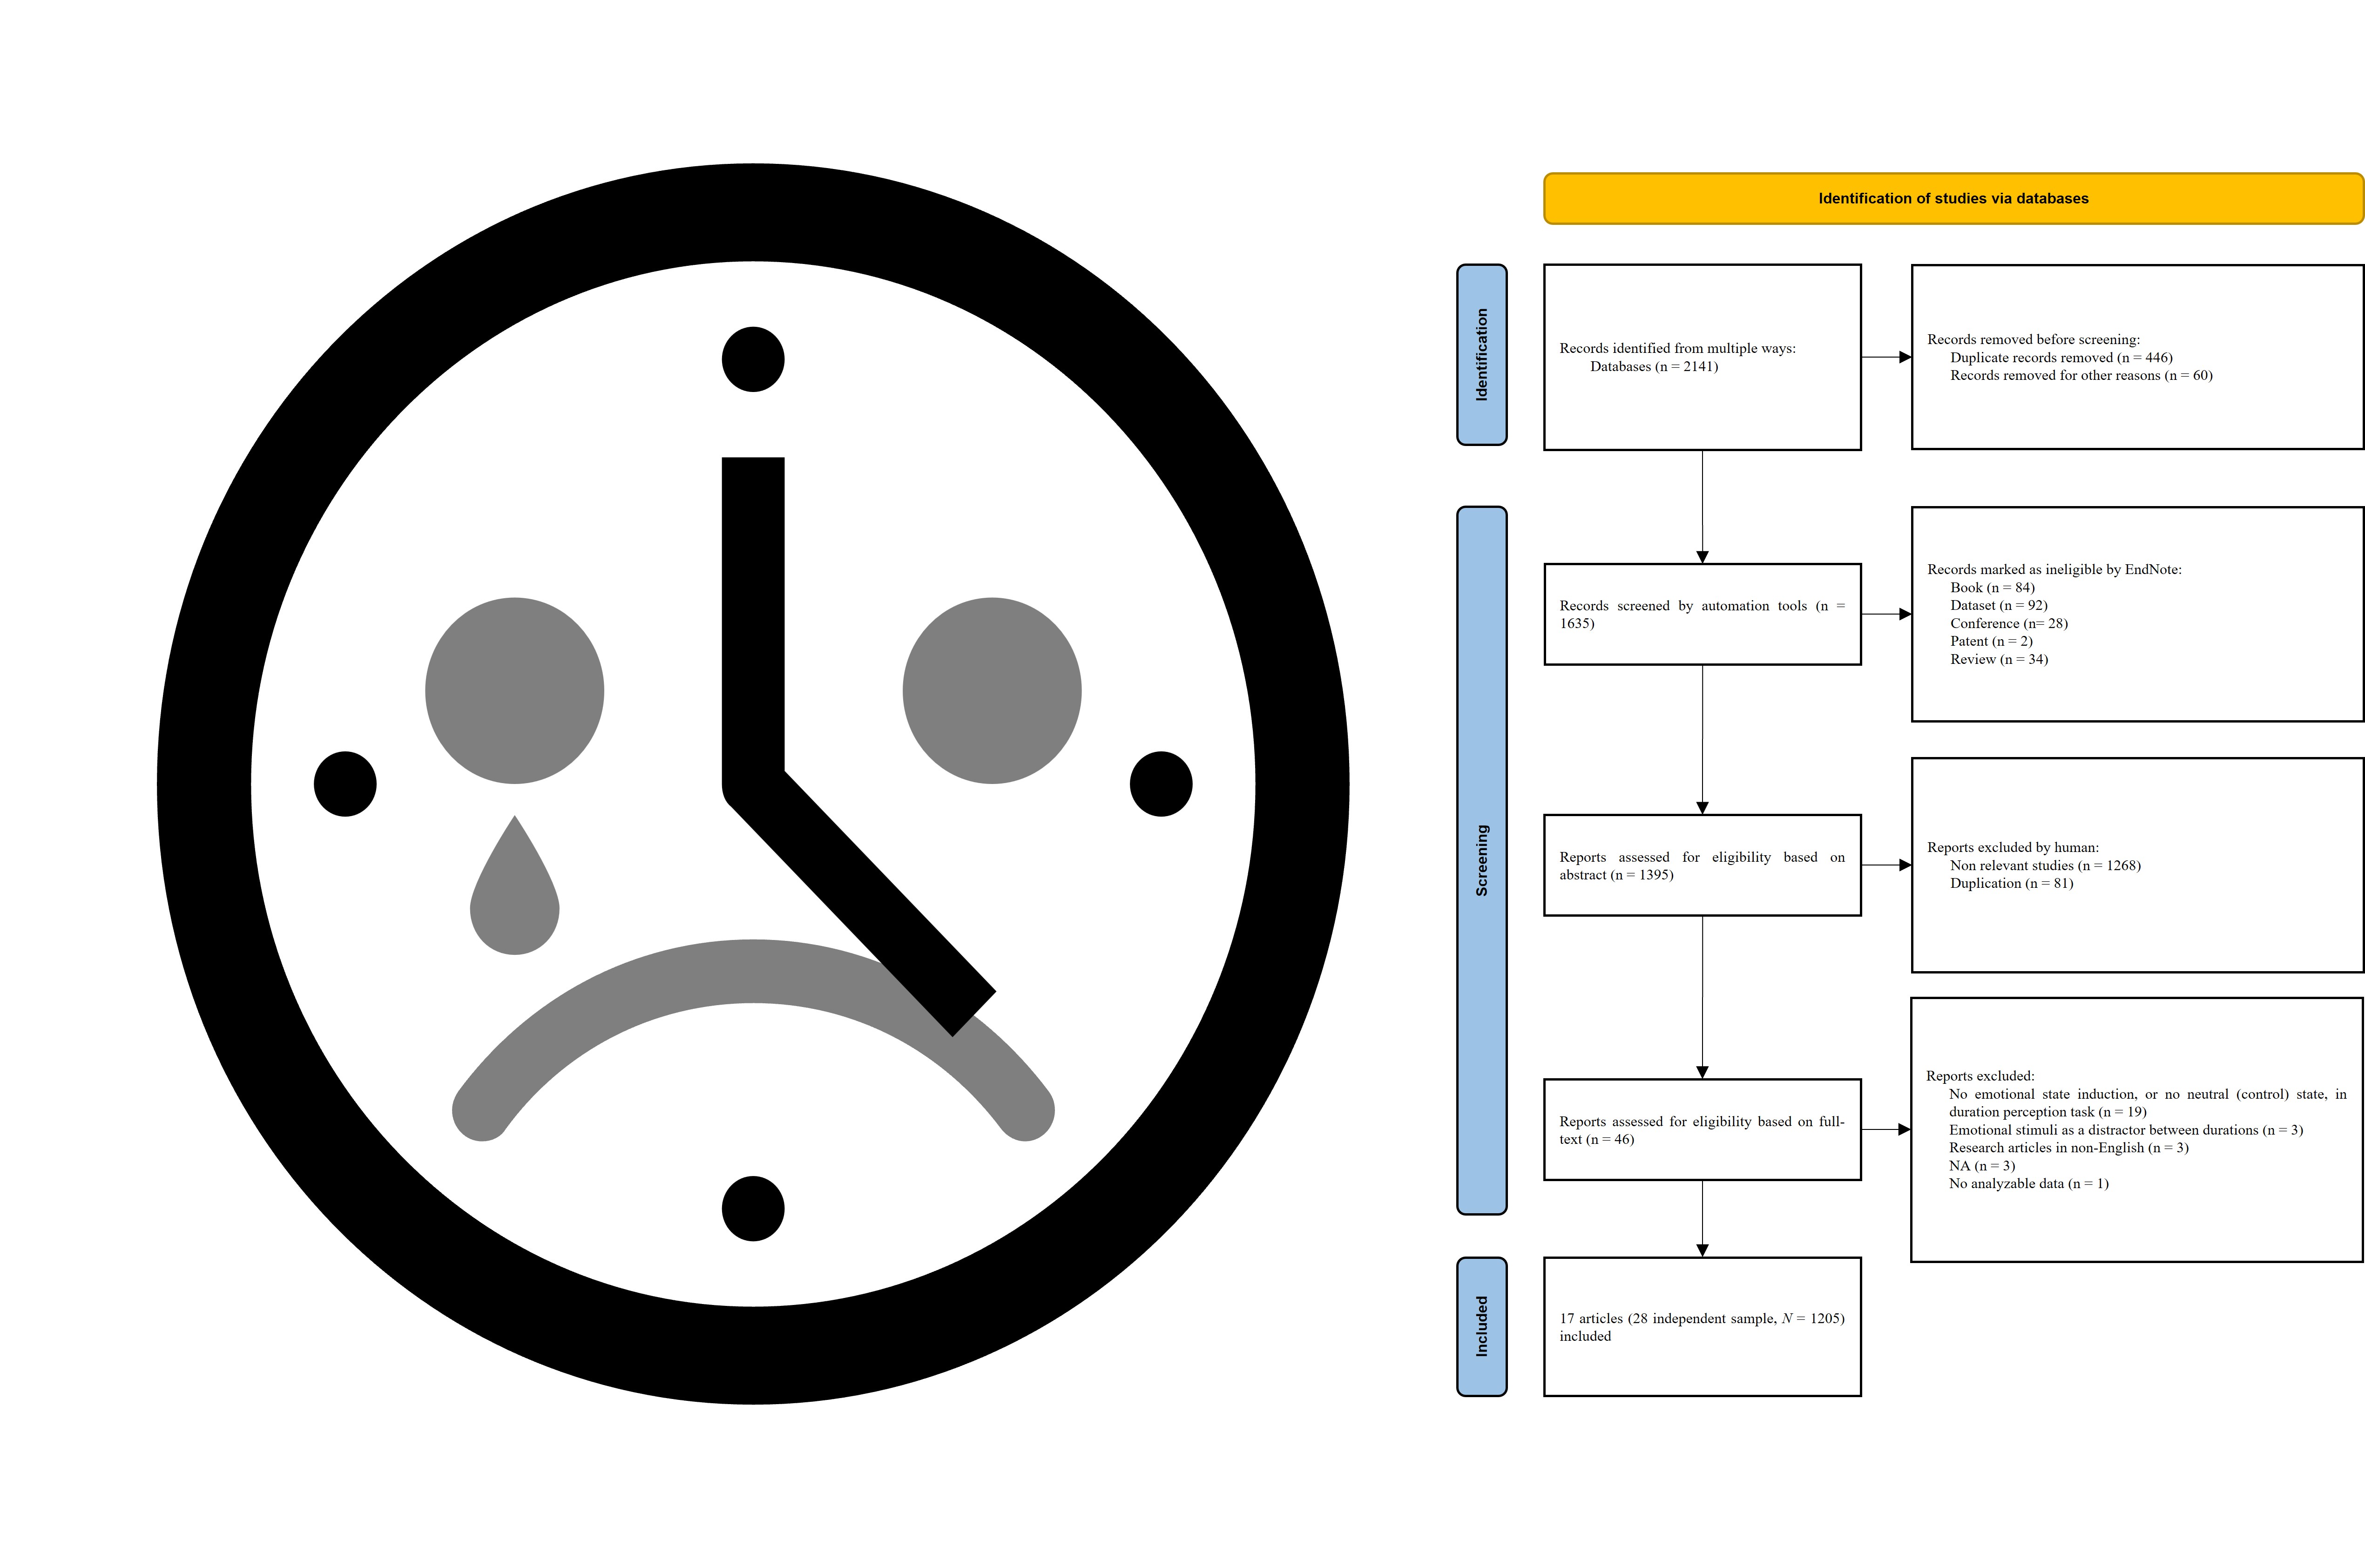 Identification of studies via databases
Identification
Records identified from multiple ways:
Databases (n = 2141)
Records removed before screening:
Duplicate records removed (n = 446)
Records removed for other reasons (n = 60)
Screening
Records screened by automation tools (n =
1635)
Records marked as ineligible by EndNote:
Book (n = 84)
Dataset (n = 92)
Conference (n= 28)
Patent (n = 2)
Review (n = 34)
Reports assessed for eligibility based on
abstract (n = 1395)
Reports excluded by human:
Non relevant studies (n = 1268)
Duplication (n = 81)
Reports assessed for eligibility based on full-
text (n = 46)
Reports excluded:
No emotional state induction, or no neutral (control) state, in
duration perception task (n = 19)
Emotional stimuli as a distractor between durations (n = 3)
Research articles in non-English (n = 3)
NA (n = 3)
No analyzable data (n = 1)
Included
17 articles (28 independent sample, N = 1205)
included